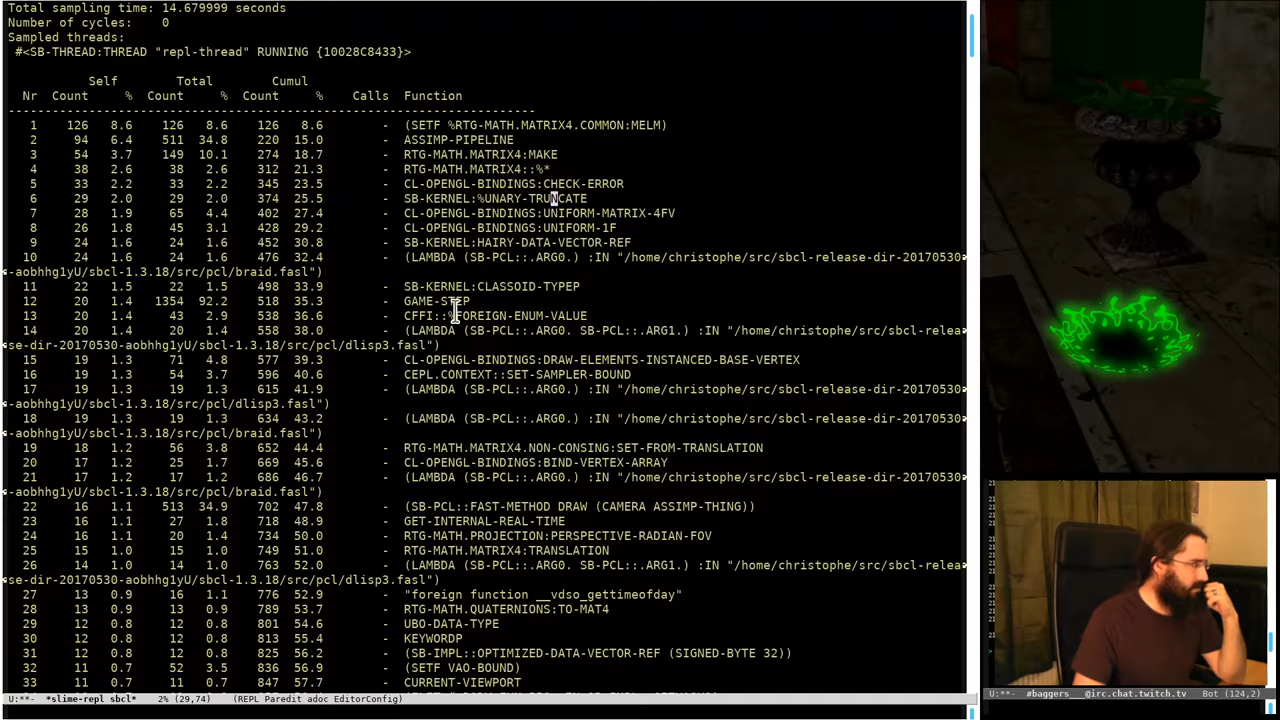 Total sampling time: 14.679999 seconds
Number of cycles:    0
Sampled threads:
 #<SB-THREAD:THREAD "repl-thread" RUNNING {10028C8433}>
           Self        Total        Cumul
  Nr  Count     %  Count     %  Count     %    Calls  Function
------------------------------------------------------------------------
   1    126   8.6    126   8.6    126   8.6        -  (SETF %RTG-MATH.MATRIX4.COMMON:MELM)
   2     94   6.4    511  34.8    220  15.0        -  ASSIMP-PIPELINE
   3     54   3.7    149  10.1    274  18.7        -  RTG-MATH.MATRIX4:MAKE
   4     38   2.6     38   2.6    312  21.3        -  RTG-MATH.MATRIX4::%*
   5     33   2.2     33   2.2    345  23.5        -  CL-OPENGL-BINDINGS:CHECK-ERROR
   6     29   2.0     29   2.0    374  25.5        -  SB-KERNEL:%UNARY-TRUNCATE
   7     28   1.9     65   4.4    402  27.4        -  CL-OPENGL-BINDINGS:UNIFORM-MATRIX-4FV
   8     26   1.8     45   3.1    428  29.2        -  CL-OPENGL-BINDINGS:UNIFORM-1F
   9     24   1.6     24   1.6    452  30.8        -  SB-KERNEL:HAIRY-DATA-VECTOR-REF
  10     24   1.6     24   1.6    476  32.4        -  (LAMBDA (SB-PCL::.ARG0.) :IN "/home/christophe/src/sbcl-release-dir-20170530
-aobhhg1yU/sbcl-1.3.18/src/pcl/braid.fasl")
  11     22   1.5     22   1.5    498  33.9        -  SB-KERNEL:CLASSOID-TYPEP
  12     20   1.4   1354  92.2    518  35.3        -  GAME-STEP
  13     20   1.4     43   2.9    538  36.6        -  CFFI::%FOREIGN-ENUM-VALUE
  14     20   1.4     20   1.4    558  38.0        -  (LAMBDA (SB-PCL::.ARG0. SB-PCL::.ARG1.) :IN "/home/christophe/src/sbcl-relea
se-dir-20170530-aobhhg1yU/sbcl-1.3.18/src/pcl/dlisp3.fasl")
  15     19   1.3     71   4.8    577  39.3        -  CL-OPENGL-BINDINGS:DRAW-ELEMENTS-INSTANCED-BASE-VERTEX
  16     19   1.3     54   3.7    596  40.6        -  CEPL.CONTEXT::SET-SAMPLER-BOUND
  17     19   1.3     19   1.3    615  41.9        -  (LAMBDA (SB-PCL::.ARG0.) :IN "/home/christophe/src/sbcl-release-dir-20170530
-aobhhg1yU/sbcl-1.3.18/src/pcl/dlisp3.fasl")
  18     19   1.3     19   1.3    634  43.2        -  (LAMBDA (SB-PCL::.ARG0.) :IN "/home/christophe/src/sbcl-release-dir-20170530
-aobhhg1yU/sbcl-1.3.18/src/pcl/braid.fasl")
  19     18   1.2     56   3.8    652  44.4        -  RTG-MATH.MATRIX4.NON-CONSING:SET-FROM-TRANSLATION
  20     17   1.2     25   1.7    669  45.6        -  CL-OPENGL-BINDINGS:BIND-VERTEX-ARRAY
  21     17   1.2     17   1.2    686  46.7        -  (LAMBDA (SB-PCL::.ARG0.) :IN "/home/christophe/src/sbcl-release-dir-20170530
-aobhhg1yU/sbcl-1.3.18/src/pcl/braid.fasl")
  22     16   1.1    513  34.9    702  47.8        -  (SB-PCL::FAST-METHOD DRAW (CAMERA ASSIMP-THING))
  23     16   1.1     27   1.8    718  48.9        -  GET-INTERNAL-REAL-TIME
  24     16   1.1     20   1.4    734  50.0        -  RTG-MATH.PROJECTION:PERSPECTIVE-RADIAN-FOV
  25     15   1.0     15   1.0    749  51.0        -  RTG-MATH.MATRIX4:TRANSLATION
  26     14   1.0     14   1.0    763  52.0        -  (LAMBDA (SB-PCL::.ARG0. SB-PCL::.ARG1.) :IN "/home/christophe/src/sbcl-relea
se-dir-20170530-aobhhg1yU/sbcl-1.3.18/src/pcl/dlisp3.fasl")
  27     13   0.9     16   1.1    776  52.9        -  "foreign function __vdso_gettimeofday"
  28     13   0.9     13   0.9    789  53.7        -  RTG-MATH.QUATERNIONS:TO-MAT4
  29     12   0.8     12   0.8    801  54.6        -  UBO-DATA-TYPE
  30     12   0.8     12   0.8    813  55.4        -  KEYWORDP
  31     12   0.8     12   0.8    825  56.2        -  (SB-IMPL::OPTIMIZED-DATA-VECTOR-REF (SIGNED-BYTE 32))
  32     11   0.7     52   3.5    836  56.9        -  (SETF VAO-BOUND)
  33     11   0.7     11   0.7    847  57.7        -  CURRENT-VIEWPORT
U:**-  *slime-repl sbcl*   2% (29,74)    (REPL Paredit adoc EditorConfig)
U:**-  #baggers___@irc.chat.twitch.tv   Bot (124,2)